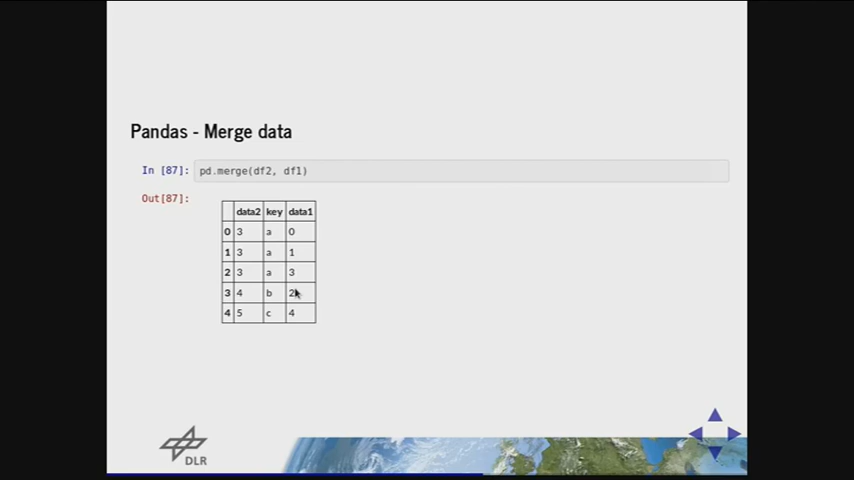 Pandas - Merge data
In [87]: pd.merge(df2, df1)
Out[87]:
data2 key data1
0 3 a 0
1 3 a 1
2 3 a 3
3 4 b 2
4 5 c 4
DLR